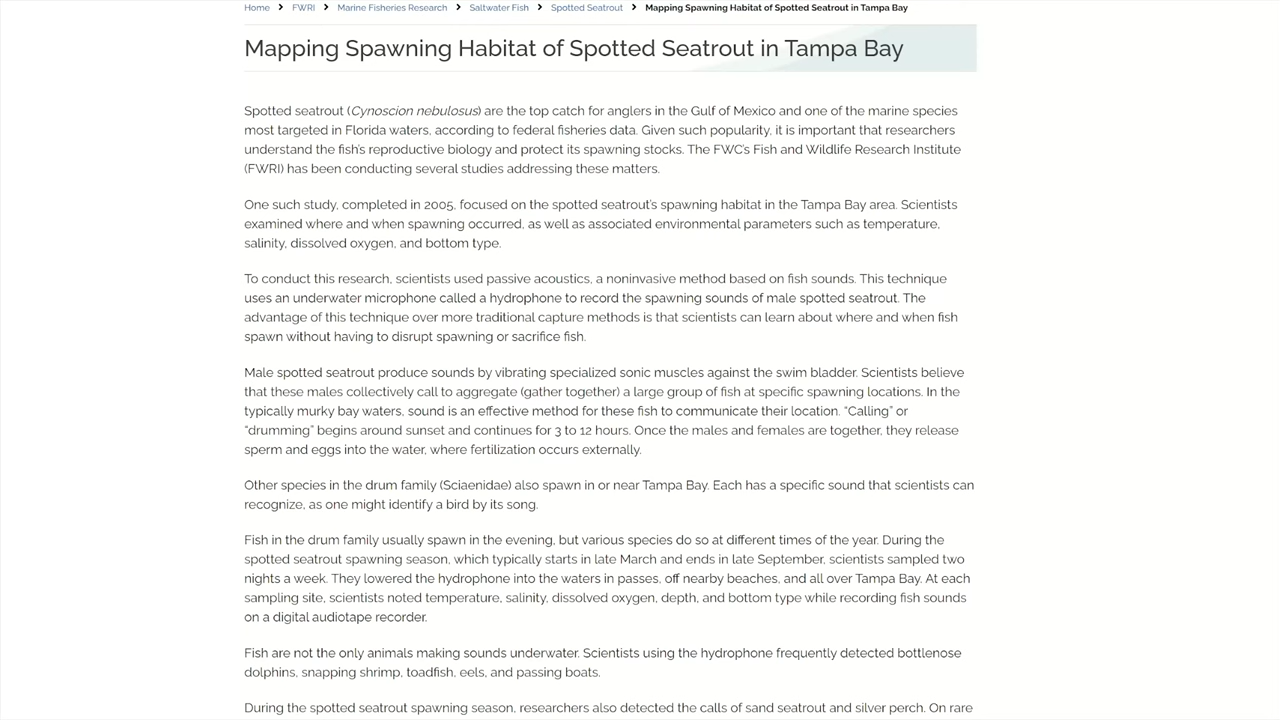 Home > FWRI > Marine Fisheries Research > Saltwater Fish > Spotted Seatrout > Mapping Spawning Habitat of Spotted Seatrout in Tampa Bay
Mapping Spawning Habitat of Spotted Seatrout in Tampa Bay
Spotted seatrout (Cynoscion nebulosus) are the top catch for anglers in the Gulf of Mexico and one of the marine species
most targeted in Florida waters, according to federal fisheries data. Given such popularity, it is important that researchers
understand the fish's reproductive biology and protect its spawning stocks. The FWC's Fish and Wildlife Research Institute
(FWRI) has been conducting several studies addressing these matters.
One such study, completed in 2005, focused on the spotted seatrout's spawning habitat in the Tampa Bay area. Scientists
examined where and when spawning occurred, as well as associated environmental parameters such as temperature,
salinity, dissolved oxygen, and bottom type.
To conduct this research, scientists used passive acoustics, a noninvasive method based on fish sounds. This technique
uses an underwater microphone called a hydrophone to record the spawning sounds of male spotted seatrout. The
advantage of this technique over more traditional capture methods is that scientists can learn about where and when fish
spawn without having to disrupt spawning or sacrifice fish.
Male spotted seatrout produce sounds by vibrating specialized sonic muscles against the swim bladder. Scientists believe
that these males collectively call to aggregate (gather together) a large group of fish at specific spawning locations. In the
typically murky bay waters, sound is an effective method for these fish to communicate their location. “Calling” or
“drumming” begins around sunset and continues for 3 to 12 hours. Once the males and females are together, they release
sperm and eggs into the water, where fertilization occurs externally.
Other species in the drum family (Sciaenidae) also spawn in or near Tampa Bay. Each has a specific sound that scientists can
recognize, as one might identify a bird by its song.
Fish in the drum family usually spawn in the evening, but various species do so at different times of the year. During the
spotted seatrout spawning season, which typically starts in late March and ends in late September, scientists sampled two
nights a week. They lowered the hydrophone into the waters in passes, off nearby beaches, and all over Tampa Bay. At each
sampling site, scientists noted temperature, salinity, dissolved oxygen, depth, and bottom type while recording fish sounds
on a digital audiotape recorder.
Fish are not the only animals making sounds underwater. Scientists using the hydrophone frequently detected bottlenose
dolphins, snapping shrimp, toadfish, eels, and passing boats.
During the spotted seatrout spawning season, researchers also detected the calls of sand seatrout and silver perch. On rare